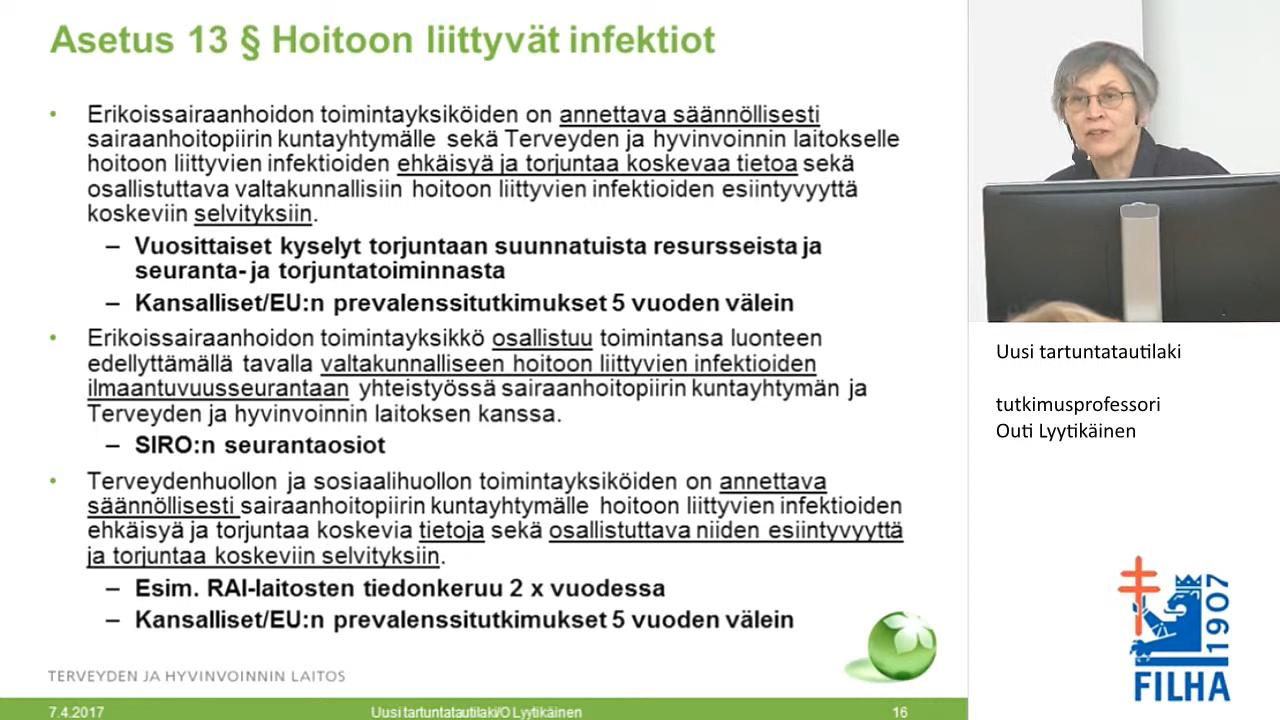 Asetus 13 § Hoitoon liittyvät infektiot
• Erikoissairaanhoidon toimintayksiköiden on annettava säännöllisesti
sairaanhoitopiirin kuntayhtymälle sekä Terveyden ja hyvinvoinnin laitokselle
hoitoon liittyvien infektioiden ehkäisyä ja torjuntaa koskevaa tietoa sekä
osallistuttava valtakunnallisiin hoitoon liittyvien infektioiden esiintyvyyttä
koskeviin selvityksiin.
– Vuosittaiset kyselyt torjuntaan suunnatuista resursseista ja
seuranta- ja torjuntatoiminnasta
– Kansalliset/EU:n prevalenssitutkimukset 5 vuoden välein
• Erikoissairaanhoidon toimintayksikkö osallistuu toimintansa luonteen
edellyttämällä tavalla valtakunnalliseen hoitoon liittyvien infektioiden
ilmaantuvuusseurantaan yhteistyössä sairaanhoitopiirin kuntayhtymän ja
Terveyden ja hyvinvoinnin laitoksen kanssa.
– SIRO:n seurantaosiot
• Terveydenhuollon ja sosiaalihuollon toimintayksiköiden on annettava
säännöllisesti sairaanhoitopiirin kuntayhtymälle hoitoon liittyvien infektioiden
ehkäisyä ja torjuntaa koskevia tietoja sekä osallistuttava niiden esiintyvyyttä
ja torjuntaa koskeviin selvityksiin.
– Esim. RAI-laitosten tiedonkeruu 2 x vuodessa
– Kansalliset/EU:n prevalenssitutkimukset 5 vuoden välein
TERVEYDEN JA HYVINVOINNIN LAITOS
7.4.2017
Uusi tartuntatautilaki/O Lyytikäinen
16
Uusi tartuntatautilaki
tutkimusprofessori
Outi Lyytikäinen
1907
FILHA